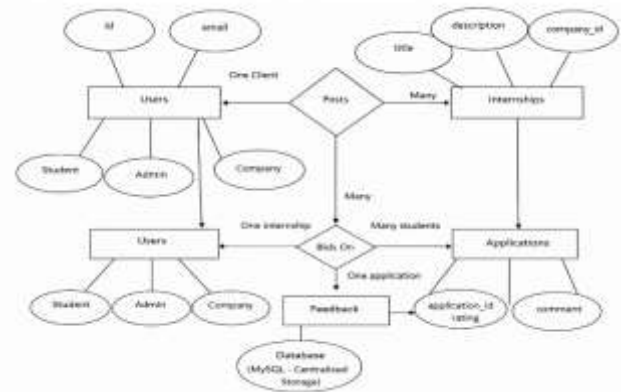 id
email
title
description
company_id
One Client
Users
Posts
Many
Internships
Student
Admin
Company
Many
One internship
Many students
Users
Bids On
Applications
One application
Student
Admin
Company
Feedback
application_id
rating
comment
Database
(MySQL - Centralized
Storage)